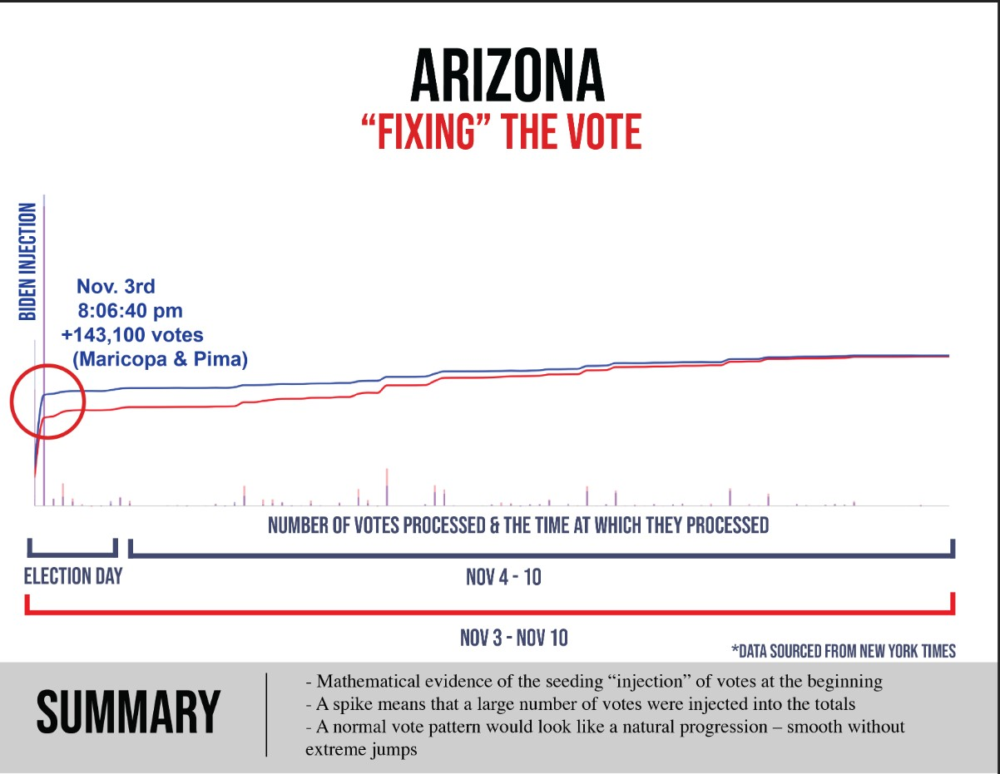 ARIZONA
“FIXING” THE VOTE
BIDEN INJECTION
Nov. 3rd
8:06:40 pm
+143,100 votes
(Maricopa & Pima)
NUMBER OF VOTES PROCESSED & THE TIME AT WHICH THEY PROCESSED
ELECTION DAY
NOV 4 - 10
NOV 3 - NOV 10
*DATA SOURCED FROM NEW YORK TIMES
SUMMARY
- Mathematical evidence of the seeding “injection” of votes at the beginning
- A spike means that a large number of votes were injected into the totals
- A normal vote pattern would look like a natural progression – smooth without
extreme jumps